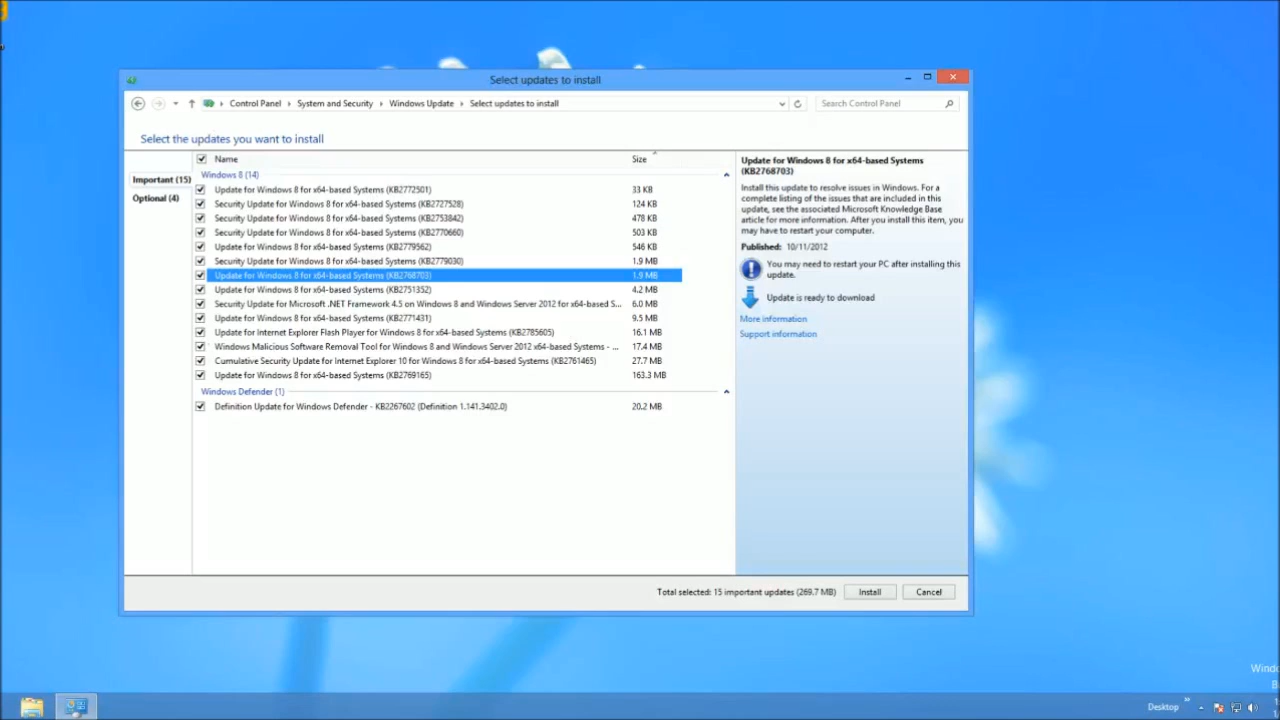 Select updates to install
Control Panel
System and Security
Windows Update
Select updates to install
Search Control Panel
Select the updates you want to install
Important (15)
Optional (4)
Name
Size
Windows 8 (14)
Update for Windows 8 for x64-based Systems (KB2772501)
33 KB
Security Update for Windows 8 for x64-based Systems (KB2727528)
124 KB
Security Update for Windows 8 for x64-based Systems (KB2753842)
478 KB
Security Update for Windows 8 for x64-based Systems (KB2770660)
503 KB
Update for Windows 8 for x64-based Systems (KB2779562)
546 KB
Security Update for Windows 8 for x64-based Systems (KB2779030)
1.9 MB
Update for Windows 8 for x64-based Systems (KB2768703)
1.9 MB
Update for Windows 8 for x64-based Systems (KB2751352)
4.2 MB
Security Update for Microsoft .NET Framework 4.5 on Windows 8 and Windows Server 2012 for x64-based S...
6.0 MB
Update for Windows 8 for x64-based Systems (KB2771431)
9.5 MB
Update for Internet Explorer Flash Player for Windows 8 for x64-based Systems (KB2785605)
16.1 MB
Windows Malicious Software Removal Tool for Windows 8 and Windows Server 2012 x64-based Systems - ...
17.4 MB
Cumulative Security Update for Internet Explorer 10 for Windows 8 for x64-based Systems (KB2761465)
27.7 MB
Update for Windows 8 for x64-based Systems (KB2769165)
163.3 MB
Windows Defender (1)
Definition Update for Windows Defender - KB2267602 (Definition 1.141.3402.0)
20.2 MB
Update for Windows 8 for x64-based Systems
(KB2768703)
Install this update to resolve issues in Windows. For a
complete listing of the issues that are included in this
update, see the associated Microsoft Knowledge Base
article for more information. After you install this item, you
may have to restart your computer.
Published: 10/11/2012
You may need to restart your PC after installing this
update.
Update is ready to download
More information
Support information
Total selected: 15 important updates (269.7 MB)
Install
Cancel
Windo
Desktop